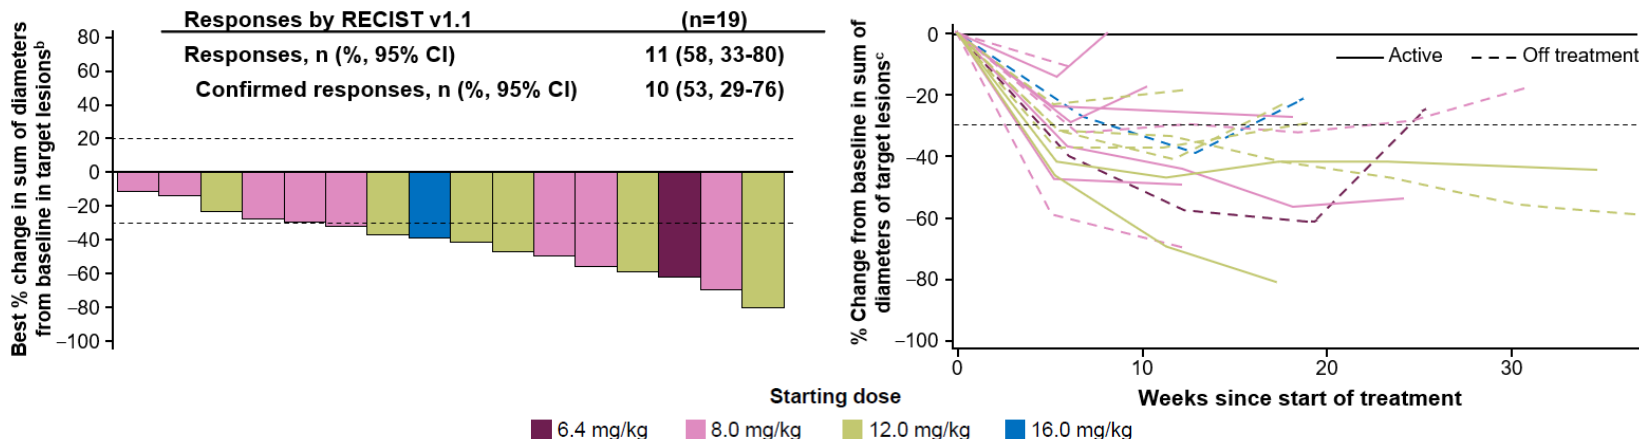 Responses by RECIST v1.1 (n=19)
Responses, n (%, 95% CI) 11 (58, 33-80)
Confirmed responses, n (%, 95% CI) 10 (53, 29-76)
Best % change in sum of diameters
from baseline in target lesionsᵇ
80
60
40
20
0
–20
–40
–60
–80
–100
% Change from baseline in sum of
diameters of target lesionsᶜ
0
–20
–40
–60
–80
–100
Active
Off treatment
0 10 20 30
Weeks since start of treatment
Starting dose
6.4 mg/kg 8.0 mg/kg 12.0 mg/kg 16.0 mg/kg